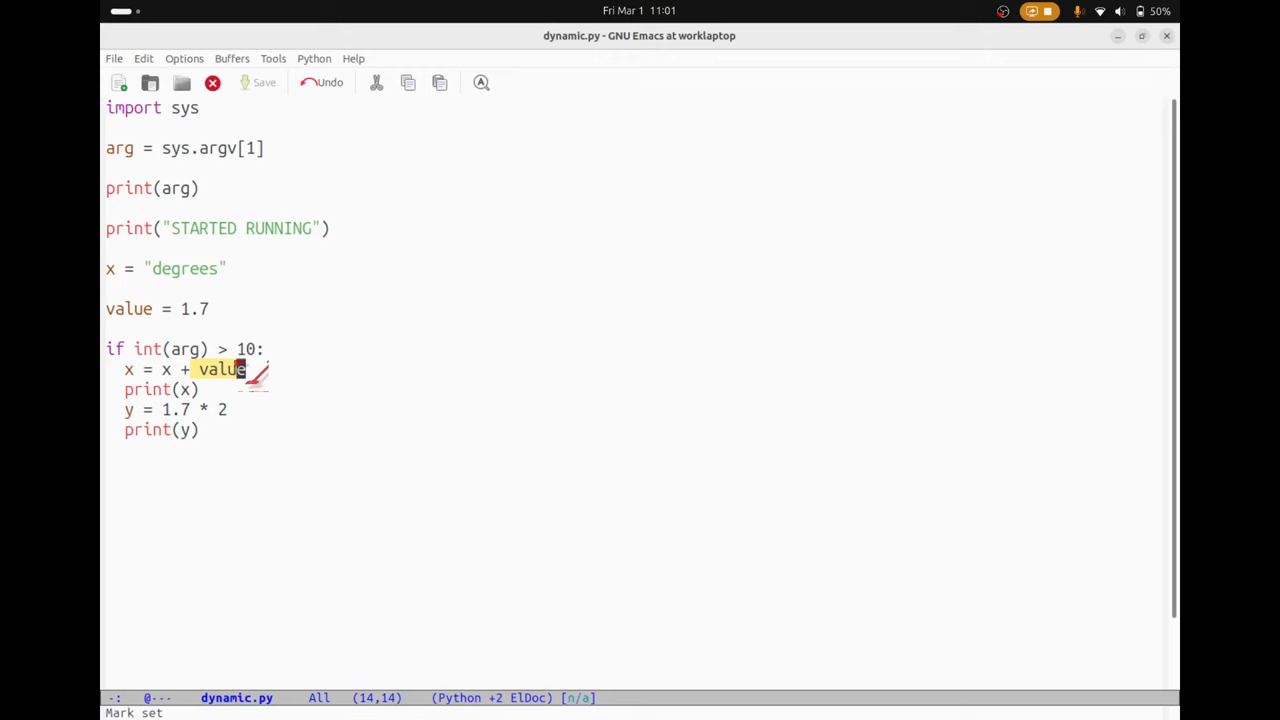 Fri Mar 1 11:01
50%
dynamic.py - GNU Emacs at worklaptop
File Edit Options Buffers Tools Python Help
Save Undo
import sys
arg = sys.argv[1]
print(arg)
print("STARTED RUNNING")
x = "degrees"
value = 1.7
if int(arg) > 10:
  x = x + value
  print(x)
  y = 1.7 * 2
  print(y)
-: @--- dynamic.py All (14,14) (Python +2 ElDoc) [n/a]
Mark set